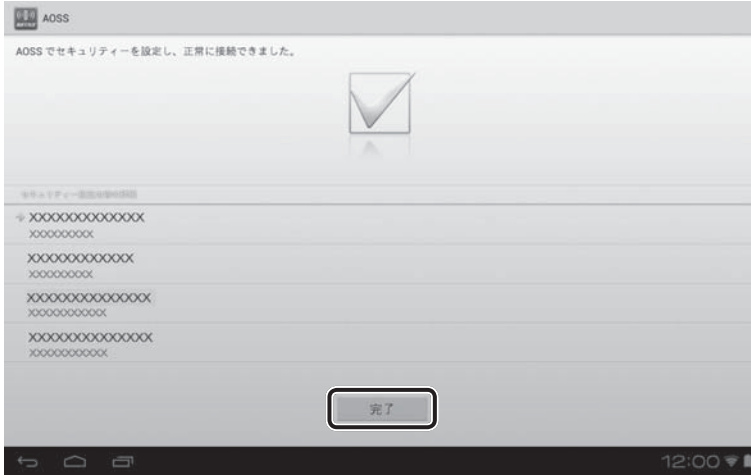 AOSS
AOSS でセキュリティーを設定し、正常に接続できました。
XXXXXXXXXXXXX
XXXXXXXXX
XXXXXXXXXXXX
XXXXXXXXX
XXXXXXXXXXXXXX
XXXXXXXXXXX
XXXXXXXXXXXXXX
XXXXXXXXXXX
完了
12:00